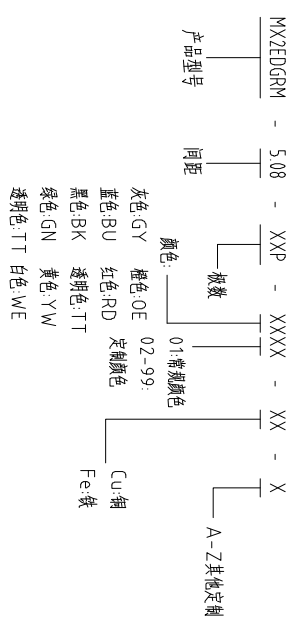 MX2EDGRM - 5.08 - XXP - XXXX - XX - X
产品型号
间距
极数
颜色:
灰色:GY 橙色:OE
蓝色:BU 红色:RD
黑色:BK 透明色:TT
绿色:GN 黄色:YW
透明色:TT 白色:WE
01:常规颜色
02-99:
定制颜色
Cu:铜
Fe:铁
A-Z其他定制